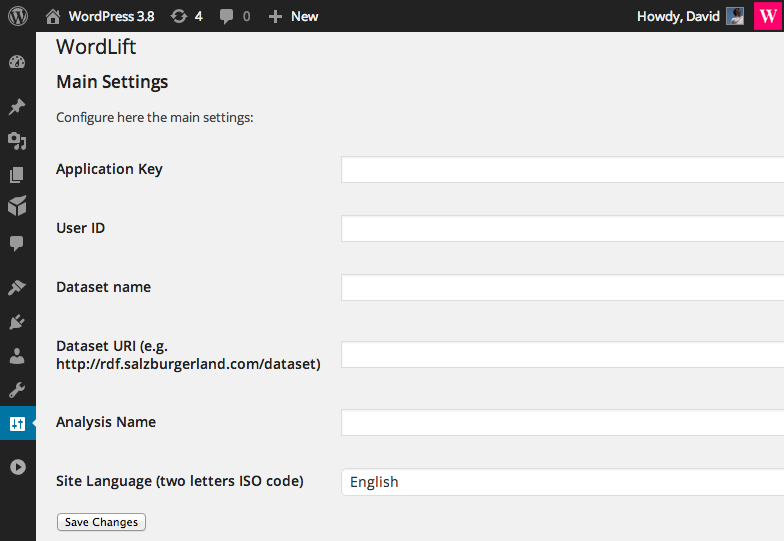 WordPress 3.8 4 0 New Howdy, David W
WordLift
Main Settings
Configure here the main settings:
Application Key
User ID
Dataset name
Dataset URI (e.g.
http://rdf.salzburgerland.com/dataset)
Analysis Name
Site Language (two letters ISO code) English
Save Changes